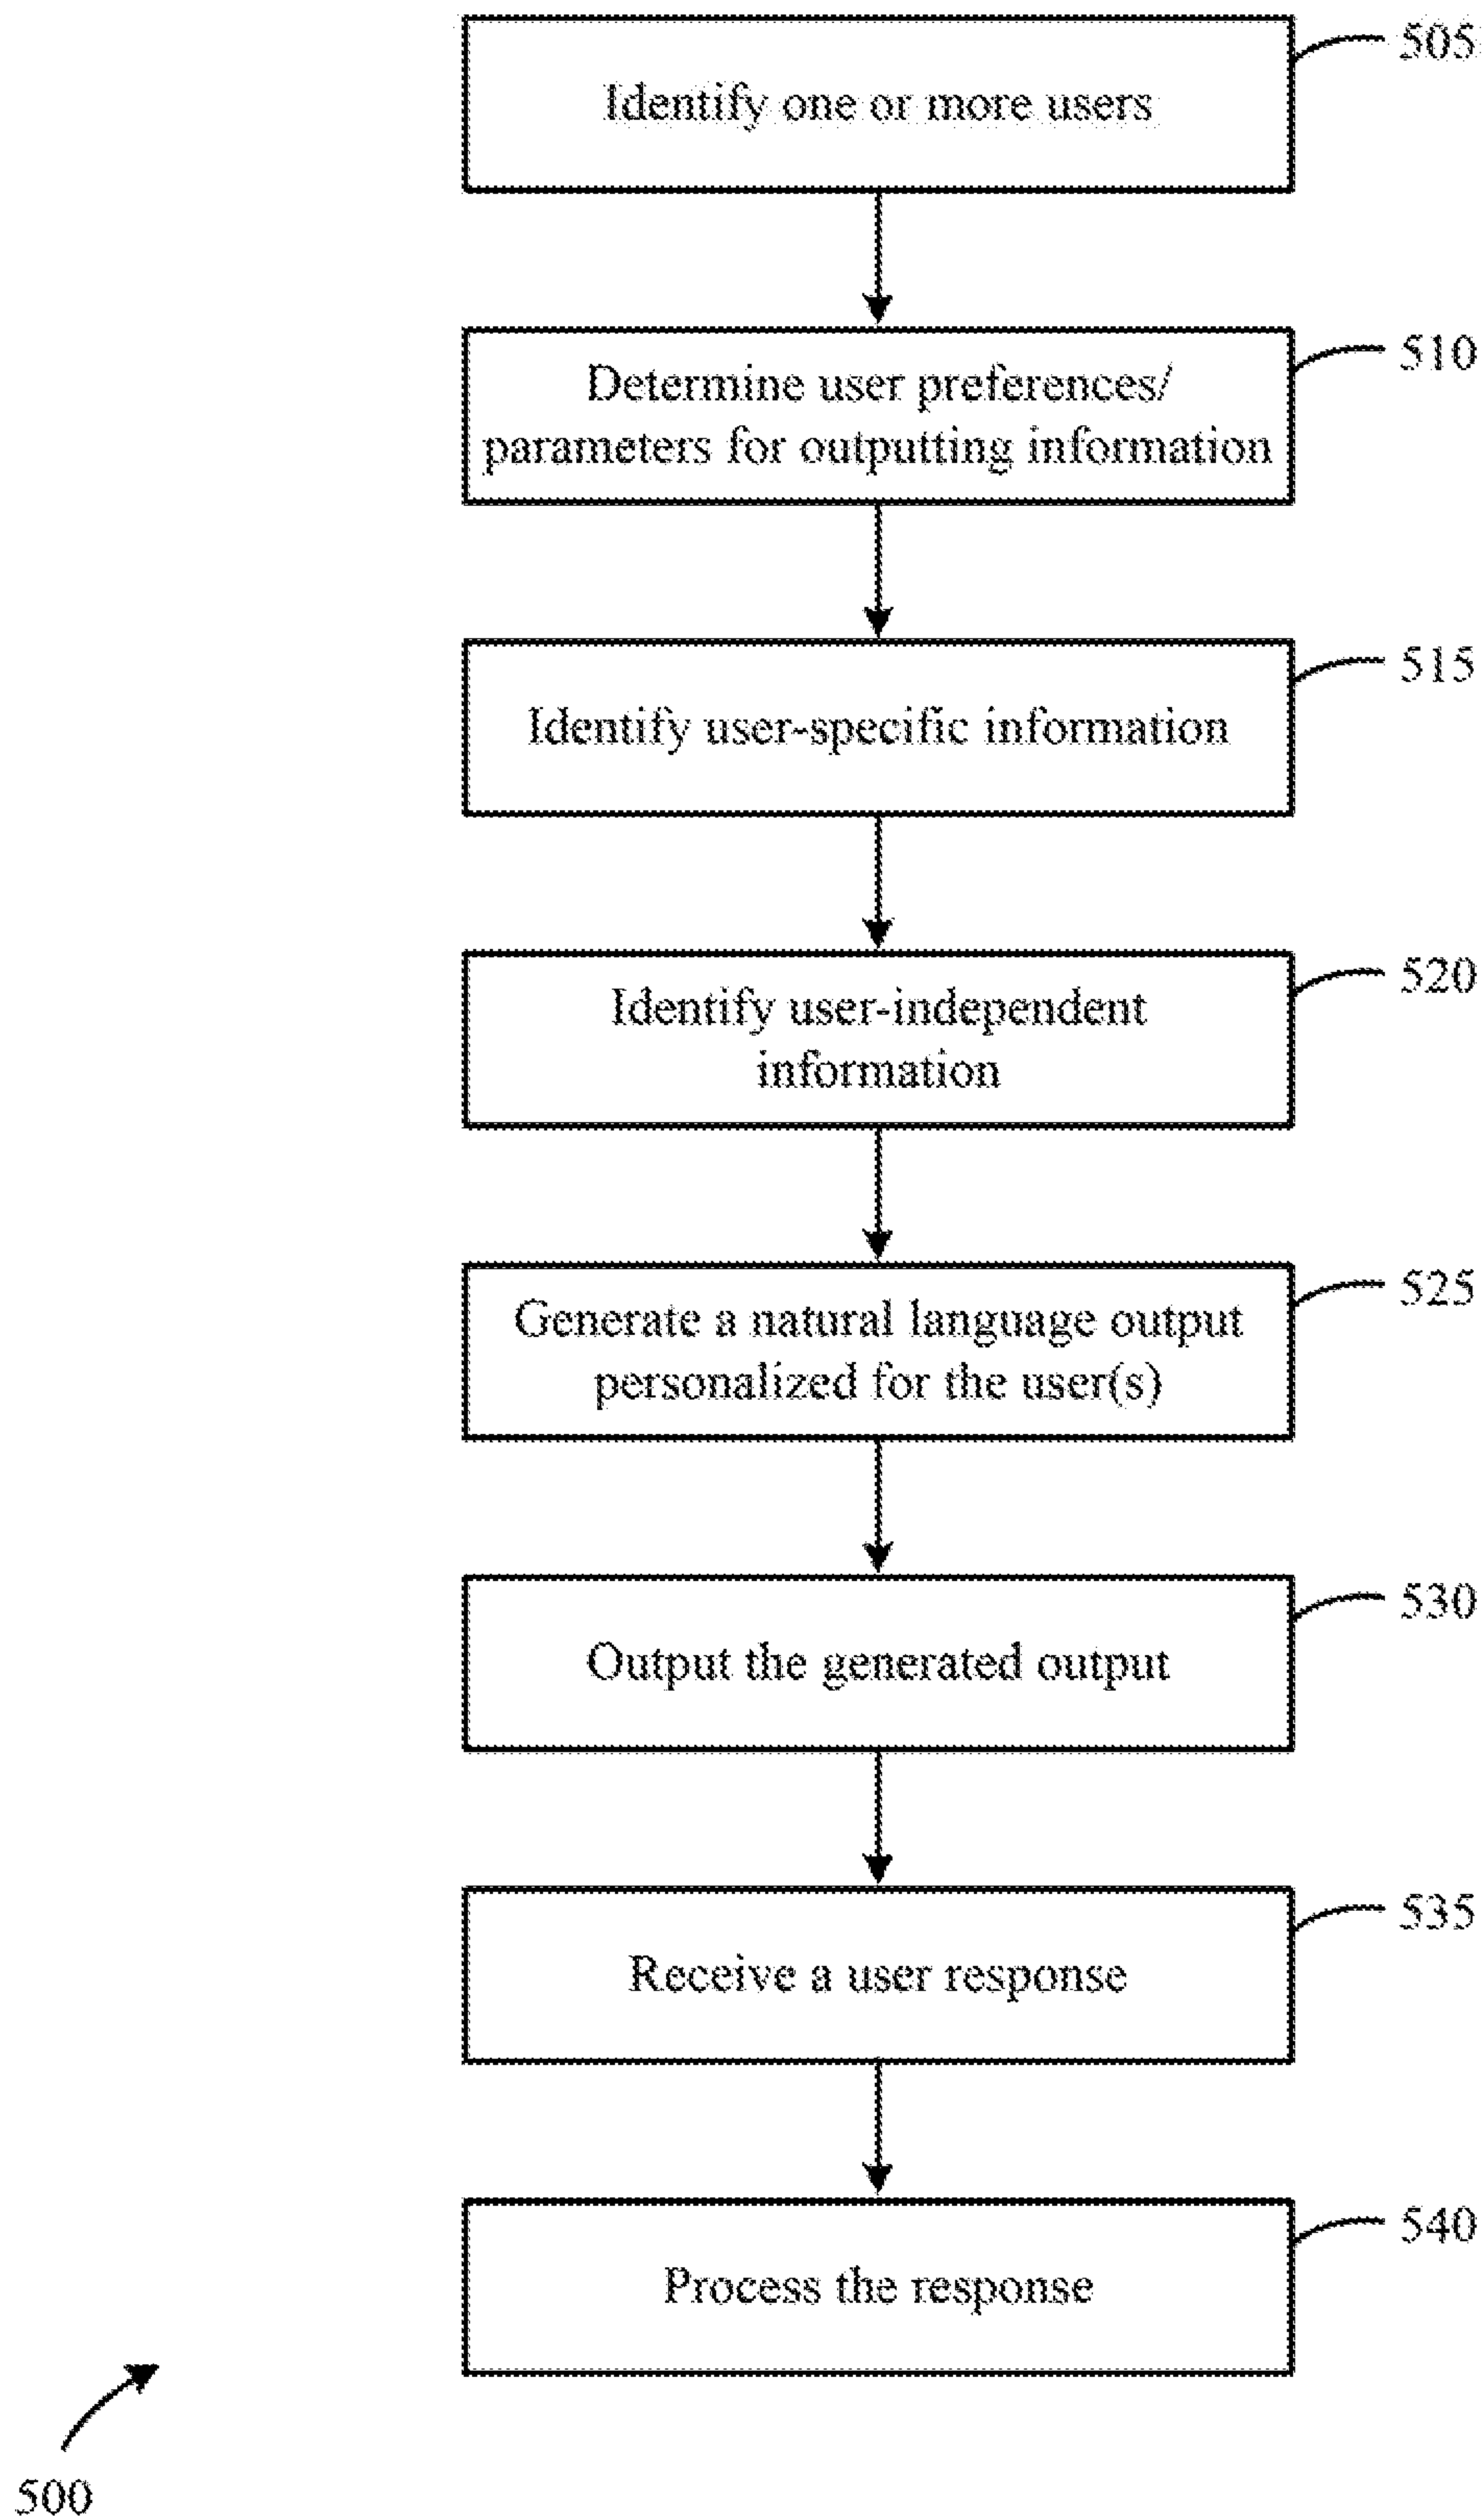 505
Identify one or more users
510
Determine user preferences/
parameters for outputting information
515
Identify user-specific information
520
Identify user-independent
information
525
Generate a natural language output
personalized for the user(s)
530
Output the generated output
535
Receive a user response
540
Process the response
500